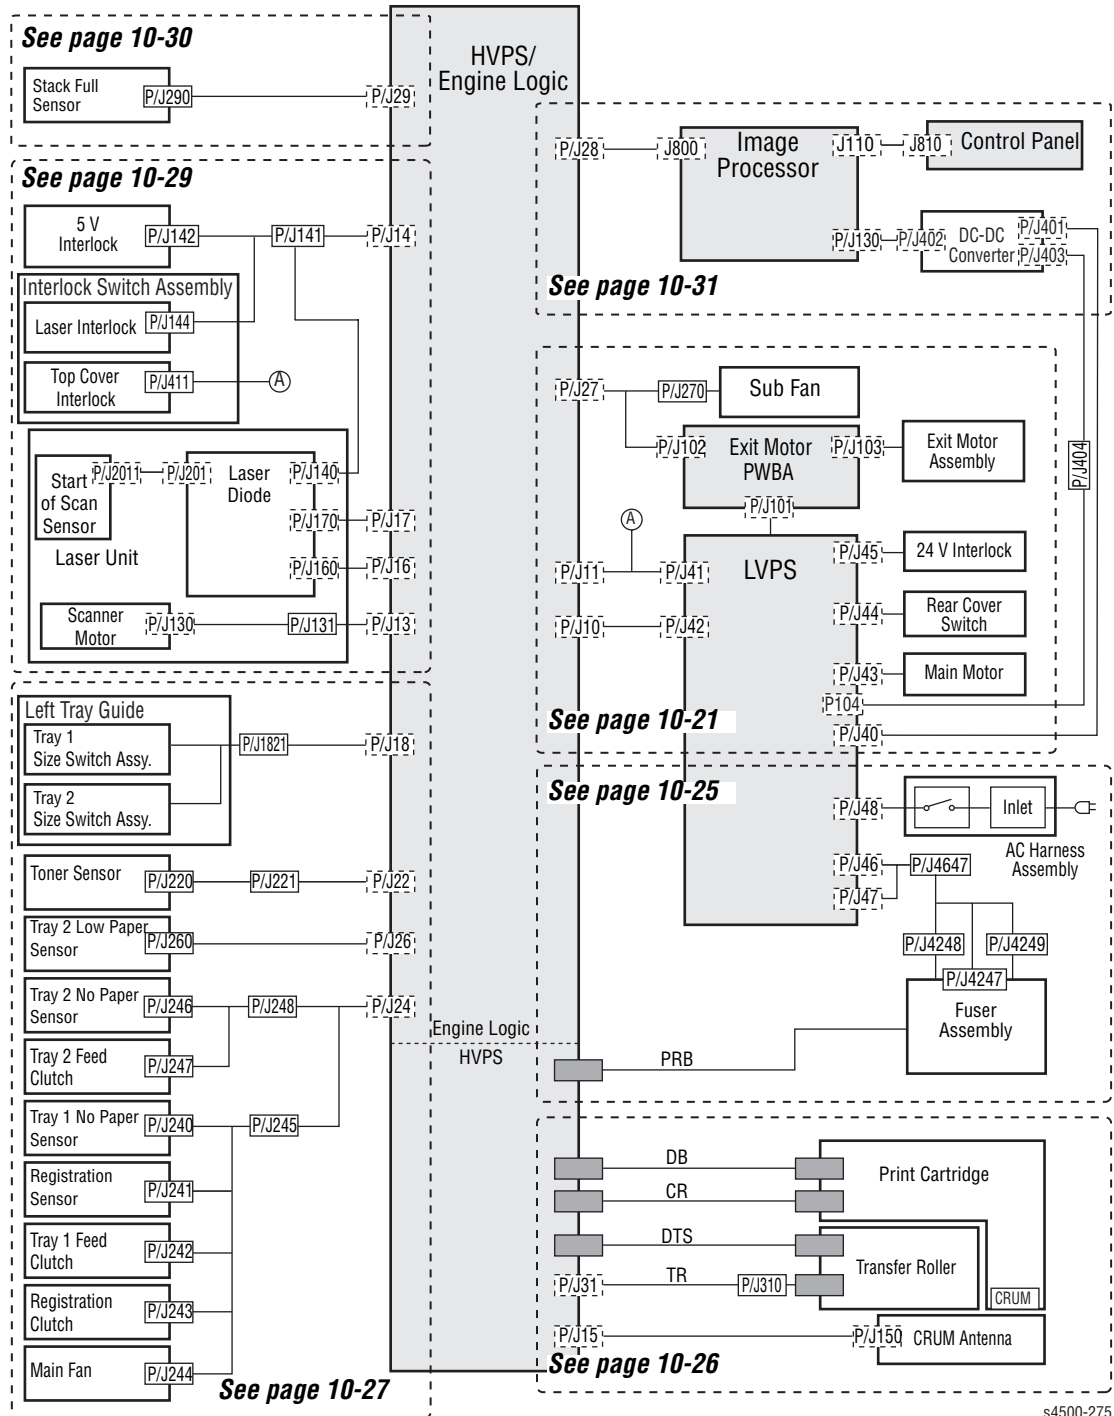 See page 10-30
Stack Full
Sensor
P/J290
P/J29
HVPS/
Engine Logic
See page 10-29
5 V
Interlock
P/J142
P/J141
P/J14
Interlock Switch Assembly
Laser Interlock
P/J144
Top Cover
Interlock
P/J411
A
Start
of Scan
Sensor
P/J2011
P/J201
Laser
Diode
P/J140
P/J170
P/J17
P/J160
P/J16
Laser Unit
Scanner
Motor
P/J130
P/J131
P/J13
Left Tray Guide
Tray 1
Size Switch Assy.
P/J1821
P/J18
Tray 2
Size Switch Assy.
Toner Sensor
P/J220
P/J221
P/J22
Tray 2 Low Paper
Sensor
P/J260
P/J26
Tray 2 No Paper
Sensor
P/J246
P/J248
P/J24
Tray 2 Feed
Clutch
P/J247
Tray 1 No Paper
Sensor
P/J240
P/J245
Registration
Sensor
P/J241
Tray 1 Feed
Clutch
P/J242
Registration
Clutch
P/J243
Main Fan
P/J244
See page 10-27
Engine Logic
HVPS
P/J28
J800
Image
Processor
J110
J810
Control Panel
P/J130
P/J402
DC-DC
Converter
P/J401
P/J403
See page 10-31
P/J27
P/J270
Sub Fan
P/J102
Exit Motor
PWBA
P/J103
Exit Motor
Assembly
P/J404
P/J101
A
P/J11
P/J41
LVPS
P/J45
24 V Interlock
P/J10
P/J42
P/J44
Rear Cover
Switch
P/J43
Main Motor
P104
P/J40
See page 10-21
See page 10-25
P/J48
Inlet
AC Harness
Assembly
P/J46
P/J4647
P/J47
P/J4248
P/J4249
P/J4247
Fuser
Assembly
PRB
DB
Print Cartridge
CR
DTS
Transfer Roller
P/J31
TR
P/J310
CRUM
P/J15
P/J150
CRUM Antenna
See page 10-26
s4500-275